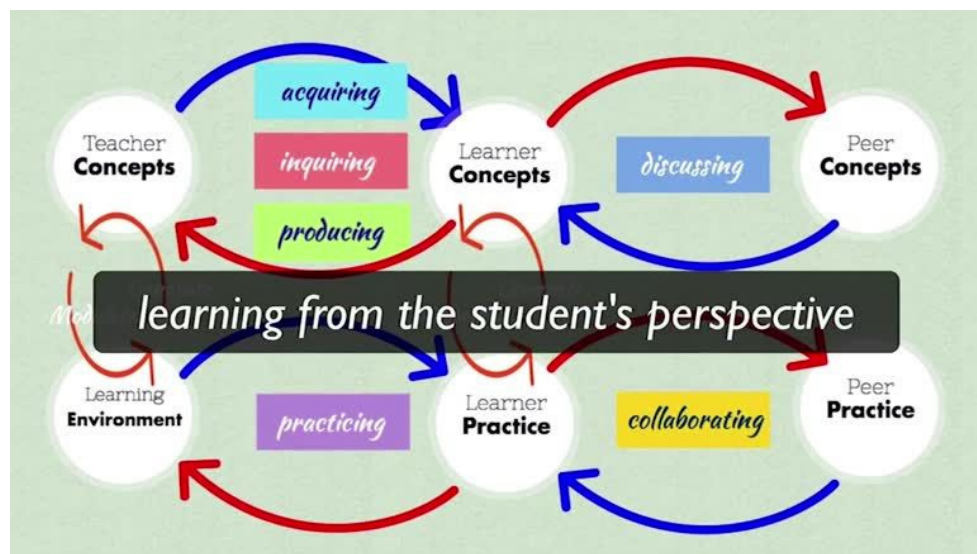 acquiring
Teacher
Concepts
inquiring
Learner
Concepts
discussing
Peer
Concepts
producing
learning from the student's perspective
Learning
Environment
practicing
Learner
Practice
collaborating
Peer
Practice